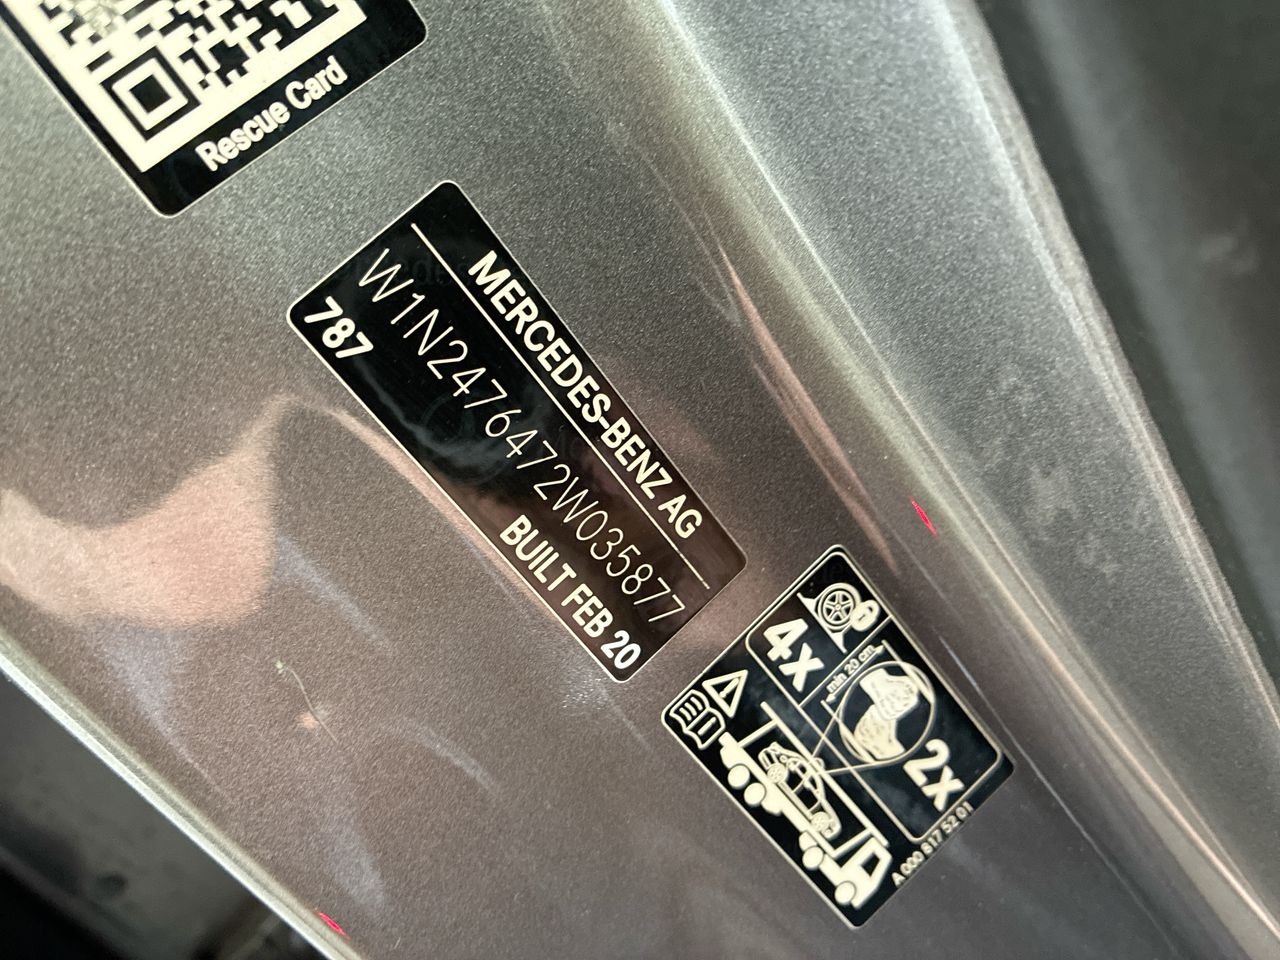 Rescue Card
MERCEDES-BENZ AG
W1N2476472W035877
787
BUILT FEB 20
4x
min 20 cm
2x
A 000 817 52 01